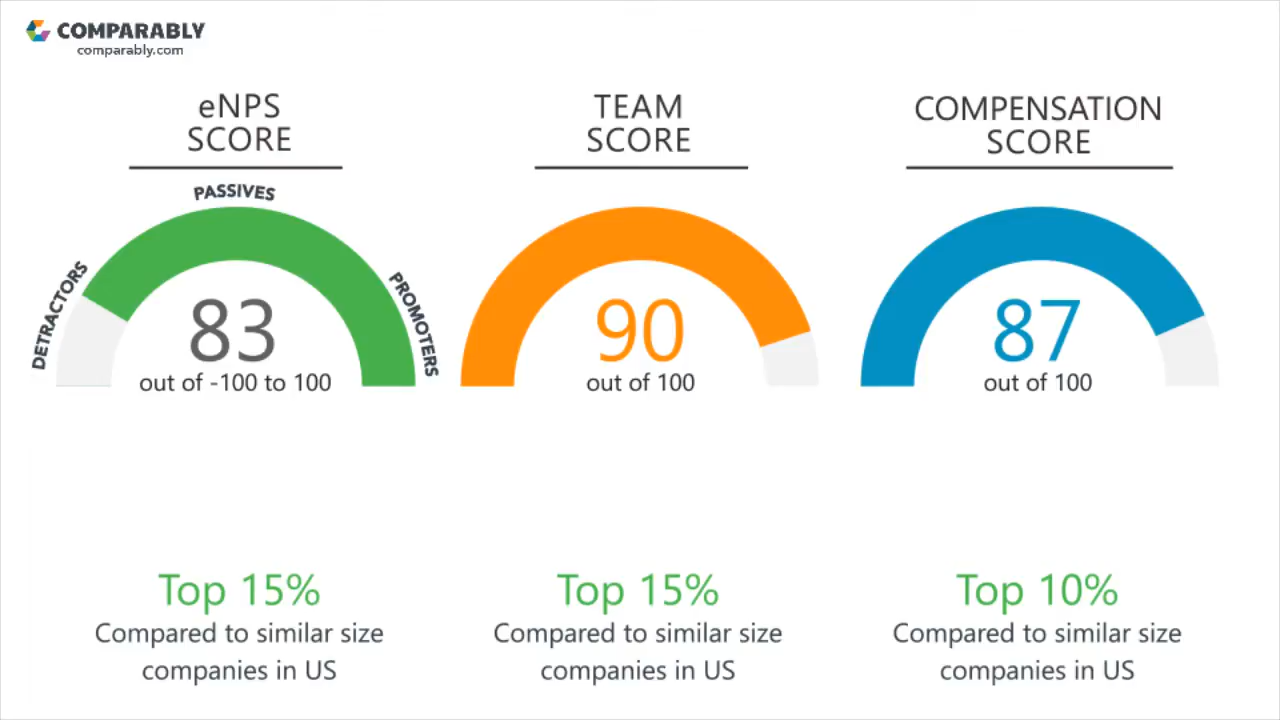 COMPARABLY
comparably.com
eNPS
SCORE
PASSIVES
DETRACTORS
PROMOTERS
83
out of -100 to 100
Top 15%
Compared to similar size
companies in US
TEAM
SCORE
90
out of 100
Top 15%
Compared to similar size
companies in US
COMPENSATION
SCORE
87
out of 100
Top 10%
Compared to similar size
companies in US